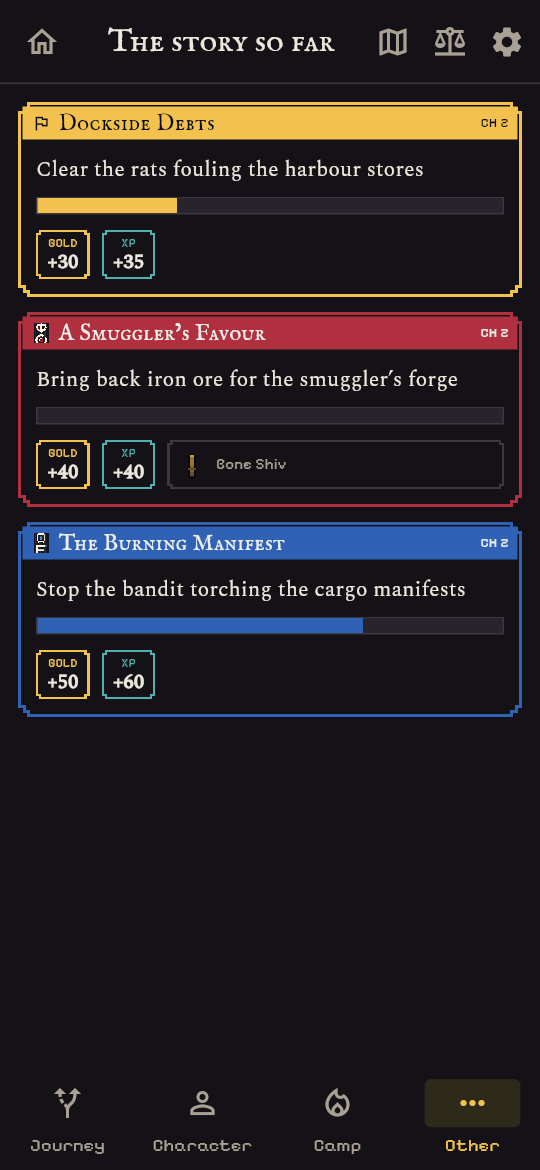 The story so far
Dockside Debts
CH 2
Clear the rats fouling the harbour stores
GOLD
+30
XP
+35
A Smuggler's Favour
CH 2
Bring back iron ore for the smuggler's forge
GOLD
+40
XP
+40
Bone Shiv
The Burning Manifest
CH 2
Stop the bandit torching the cargo manifests
GOLD
+50
XP
+60
Journey
Character
Camp
Other